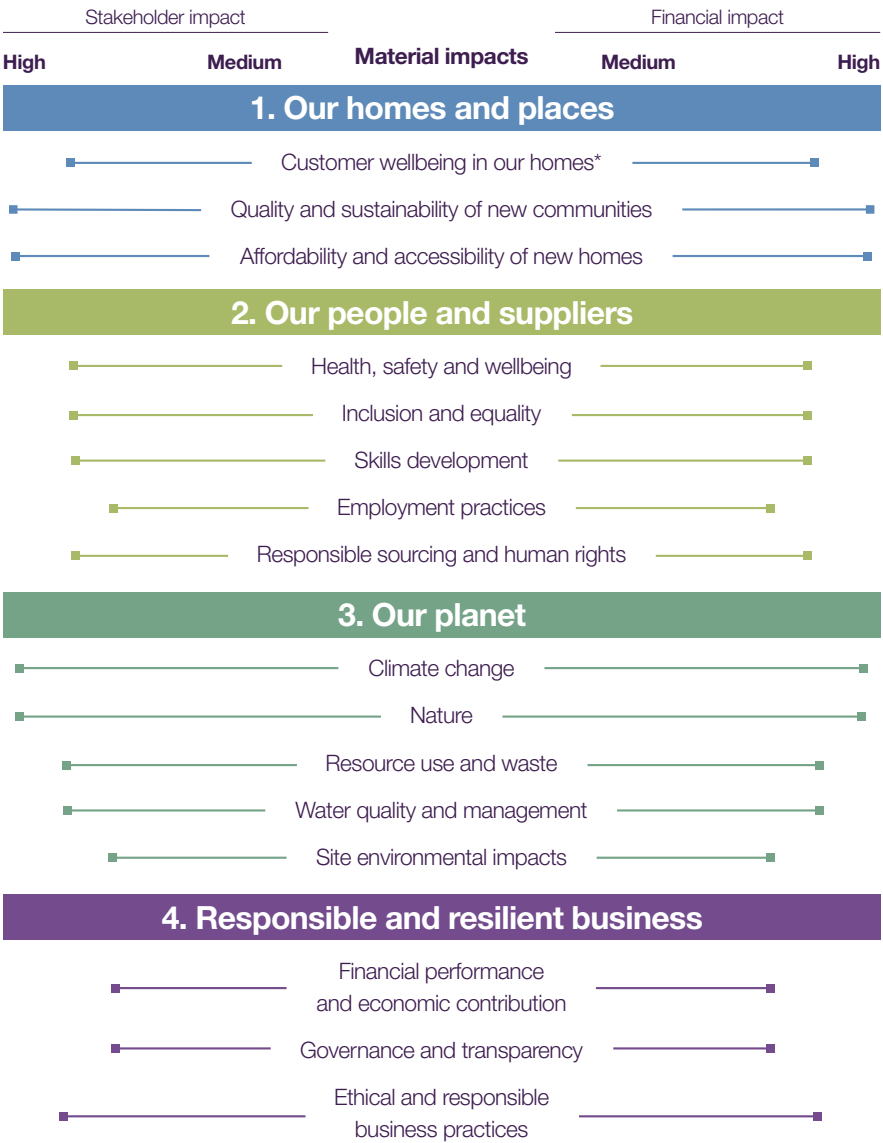 Stakeholder impact
Financial impact
High
Medium
Material impacts
Medium
High
1. Our homes and places
Customer wellbeing in our homes*
Quality and sustainability of new communities
Affordability and accessibility of new homes
2. Our people and suppliers
Health, safety and wellbeing
Inclusion and equality
Skills development
Employment practices
Responsible sourcing and human rights
3. Our planet
Climate change
Nature
Resource use and waste
Water quality and management
Site environmental impacts
4. Responsible and resilient business
Financial performance
and economic contribution
Governance and transparency
Ethical and responsible
business practices